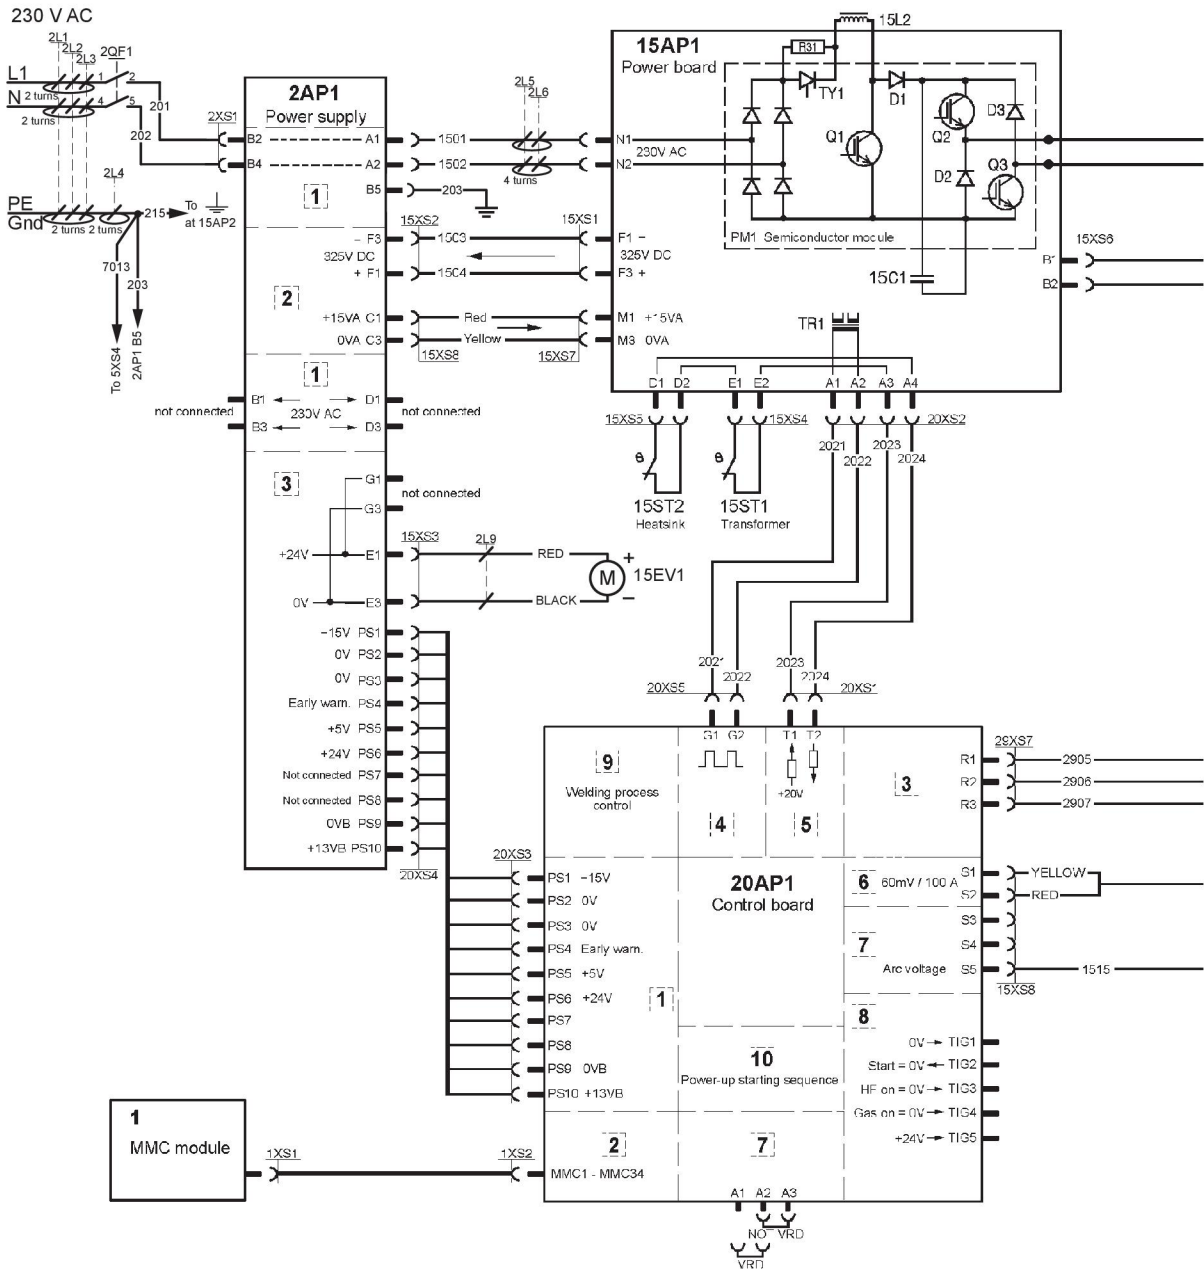 230 V AC
2L1
2L2
2L3
2QF1
L1
1
2
N
2 turns
4
5
201
2 turns
202
2XS1
2L4
PE
Gnd
2 turns
2 turns
215
To
at 15AP2
7013
203
To 5XS4
2AP1 B5
2AP1
Power supply
B2
A1
B4
A2
B5
1
1501
1502
203
2L5
2L6
4 turns
15XS2
15XS1
– F3
1503
F1 –
325V DC
325V DC
+ F1
1504
F3 +
2
+15VA C1
Red
M1 +15VA
0VA C3
Yellow
M3 0VA
15XS8
15XS7
1
B1
D1
not connected
230V AC
not connected
B3
D3
3
G1
not connected
G3
15XS3
2L9
+24V
E1
RED
0V
E3
BLACK
M
+
–
15EV1
–15V PS1
0V PS2
0V PS3
Early warn. PS4
+5V PS5
+24V PS6
Not connected PS7
Not connected PS8
0VB PS9
+13VB PS10
20XS4
15AP1
Power board
15L2
R31
TY1
D1
Q1
Q2
D3
D2
Q3
N1
N2
230V AC
PM1 Semiconductor module
15C1
15XS6
B1
B2
TR1
D1
D2
E1
E2
A1
A2
A3
A4
15XS5
15XS4
20XS2
2021
2022
2023
2024
θ
θ
15ST2
Heatsink
15ST1
Transformer
2021
2022
2023
2024
20XS5
20XS1
G1
G2
T1
T2
+20V
9
Welding process
control
4
5
3
29XS7
R1
2905
R2
2906
R3
2907
20AP1
Control board
6
60mV / 100 A
S1
YELLOW
S2
RED
S3
7
S4
Arc voltage
S5
1515
15XS8
8
0V → TIG1
Start = 0V ← TIG2
HF on = 0V → TIG3
Gas on = 0V → TIG4
+24V → TIG5
20XS3
PS1 –15V
PS2 0V
PS3 0V
PS4 Early warn.
PS5 +5V
PS6 +24V
PS7
PS8
PS9 0VB
PS10 +13VB
1
10
Power-up starting sequence
2
7
MMC1 - MMC34
1
MMC module
1XS1
1XS2
A1
A2
A3
NO VRD
VRD